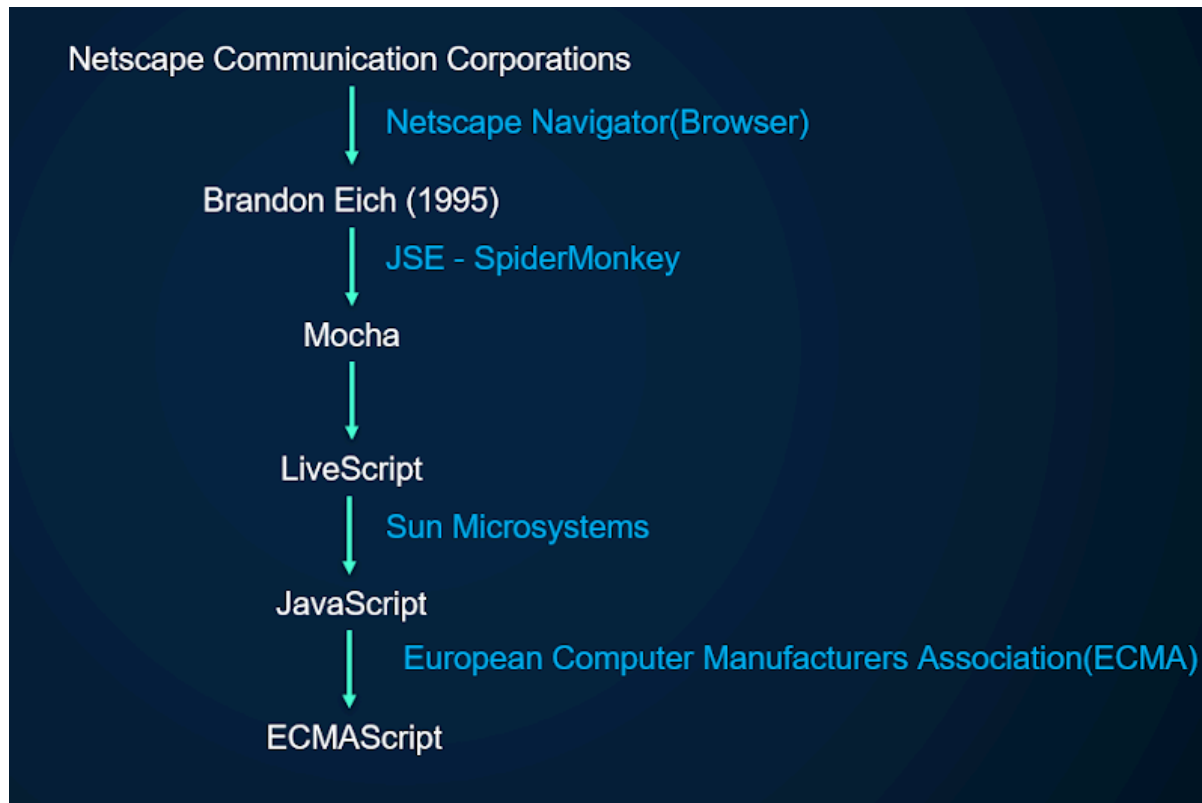 Netscape Communication Corporations
Netscape Navigator(Browser)
Brandon Eich (1995)
JSE - SpiderMonkey
Mocha
LiveScript
Sun Microsystems
JavaScript
European Computer Manufacturers Association(ECMA)
ECMAScript